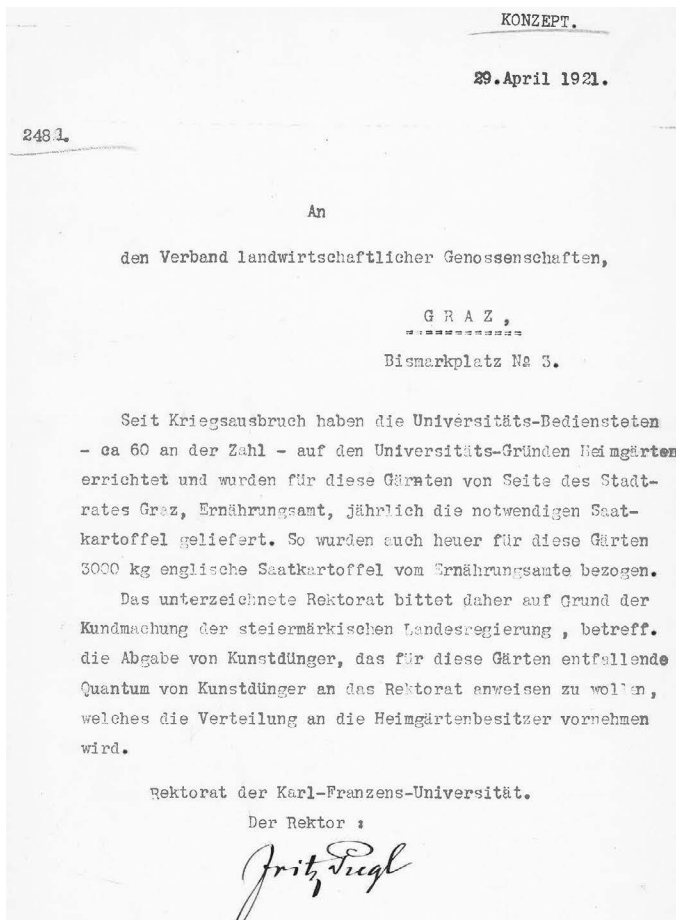 KONZEPT.
29.April 1921.
2481.
An
den Verband landwirtschaftlicher Genossenschaften,
G R A Z ,
Bismarkplatz № 3.
Seit Kriegsausbruch haben die Universitäts-Bediensteten
- ca 60 an der Zahl - auf den Universitäts-Gründen Heimgärten
errichtet und wurden für diese Gärnten von Seite des Stadt-
rates Graz, Ernährungsamt, jährlich die notwendigen Saat-
kartoffel geliefert. So wurden auch heuer für diese Gärten
3000 kg englische Saatkartoffel vom Ernährungsamte bezogen.
Das unterzeichnete Rektorat bittet daher auf Grund der
Kundmachung der steiermärkischen Landesregierung , betreff.
die Abgabe von Kunstdünger, das für diese Gärten entfallende
Quantum von Kunstdünger an das Rektorat anweisen zu wollen,
welches die Verteilung an die Heimgärtenbesitzer vornehmen
wird.
Rektorat der Karl-Franzens-Universität.
Der Rektor :
Fritz Pregl